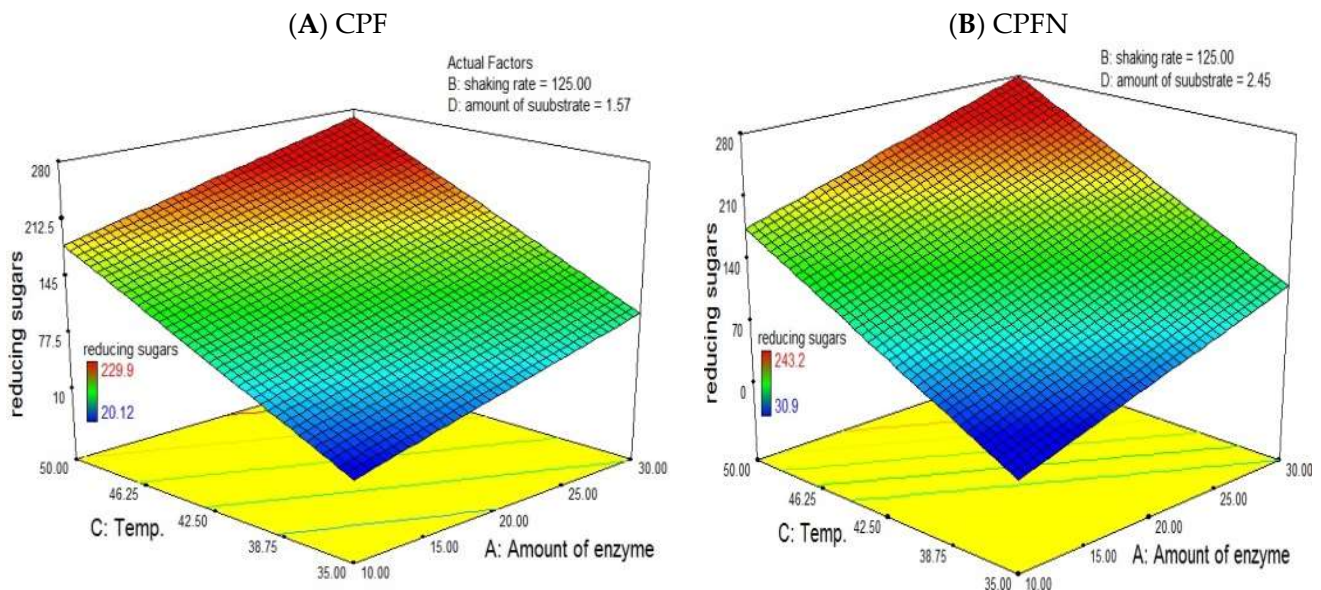 (A) CPF
Actual Factors
B: shaking rate = 125.00
D: amount of suubstrate = 1.57
280
212.5
145
77.5
10
reducing sugars
reducing sugars
229.9
20.12
50.00
46.25
42.50
38.75
35.00
C: Temp.
10.00
15.00
20.00
25.00
30.00
A: Amount of enzyme
(B) CPFN
B: shaking rate = 125.00
D: amount of suubstrate = 2.45
280
210
140
70
0
reducing sugars
reducing sugars
243.2
30.9
50.00
46.25
42.50
38.75
35.00
C: Temp.
10.00
15.00
20.00
25.00
30.00
A: Amount of enzyme